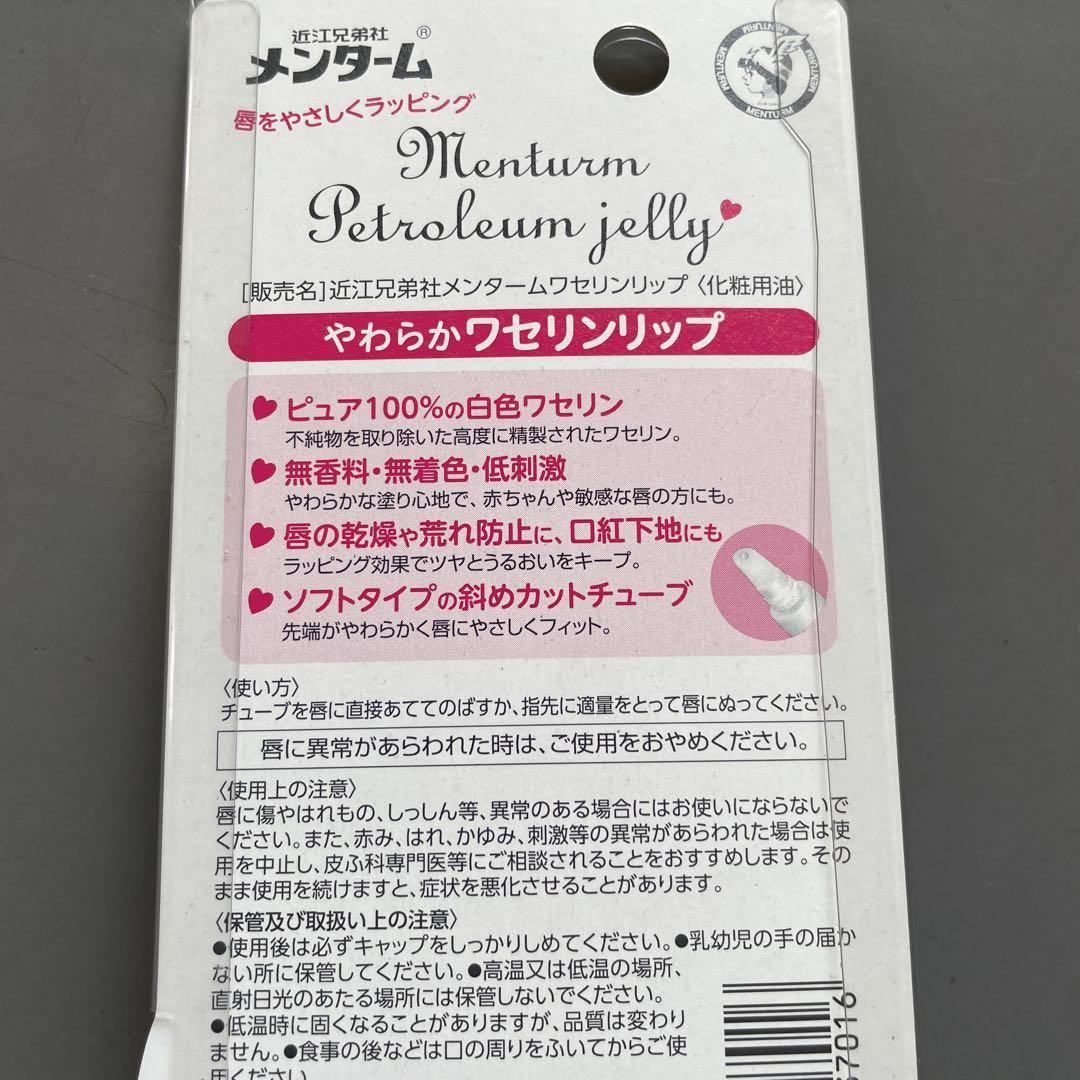 近江兄弟社
メンターム®
唇をやさしくラッピング
MENTURM MENTURM MENTURM MENTURM
Menturm
Petroleum jelly
[販売名]近江兄弟社メンタームワセリンリップ〈化粧用油〉
やわらかワセリンリップ
ピュア100%の白色ワセリン
不純物を取り除いた高度に精製されたワセリン。
無香料・無着色・低刺激
やわらかな塗り心地で、赤ちゃんや敏感な唇の方にも。
唇の乾燥や荒れ防止に、口紅下地にも
ラッピング効果でツヤとうるおいをキープ。
ソフトタイプの斜めカットチューブ
先端がやわらかく唇にやさしくフィット。
〈使い方〉
チューブを唇に直接あててのばすか、指先に適量をとって唇にぬってください。
唇に異常があらわれた時は、ご使用をおやめください。
〈使用上の注意〉
唇に傷やはれもの、しっしん等、異常のある場合にはお使いにならないで
ください。また、赤み、はれ、かゆみ、刺激等の異常があらわれた場合は使
用を中止し、皮ふ科専門医等にご相談されることをおすすめします。その
まま使用を続けますと、症状を悪化させることがあります。
〈保管及び取扱い上の注意〉
●使用後は必ずキャップをしっかりしめてください。●乳幼児の手の届か
ない所に保管してください。●高温又は低温の場所、
直射日光のあたる場所には保管しないでください。
●低温時に固くなることがありますが、品質は変わり
ません。●食事の後などは口の周りをふいてからご使
用ください
37016